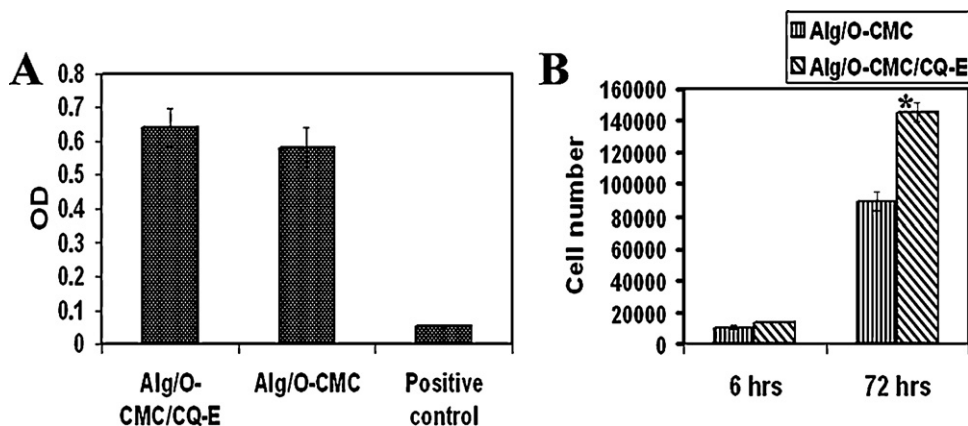 A
0.8
0.7
0.6
0.5
0.4
0.3
0.2
0.1
0
OD
Alg/O-
CMC/CQ-E
Alg/O-CMC
Positive
control
B
Alg/O-CMC
Alg/O-CMC/CQ-E
160000
140000
120000
100000
80000
60000
40000
20000
0
Cell number
*
6 hrs
72 hrs